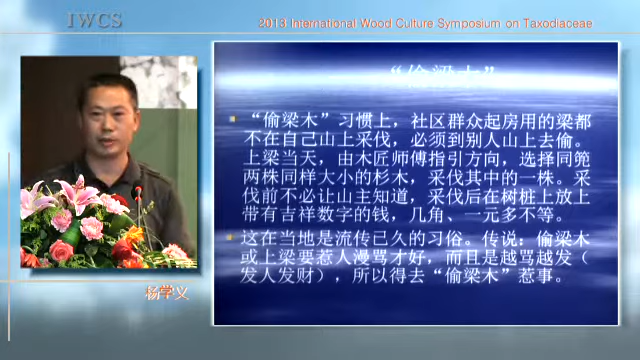 IWCS
2013 International Wood Culture Symposium on Taxodiaceae
“偷梁木”
“偷梁木”习惯上，社区群众起房用的梁都
不在自己山上采伐，必须到别人山上去偷。
上梁当天，由木匠师傅指引方向，选择同蔸
两株同样大小的杉木，采伐其中的一株。采
伐前不必让山主知道，采伐后在树桩上放上
带有吉祥数字的钱，几角、一元多不等。
这在当地是流传已久的习俗。传说：偷梁木
或上梁要惹人漫骂才好，而且是越骂越发（
发人发财），所以得去“偷梁木”惹事。
杨学义